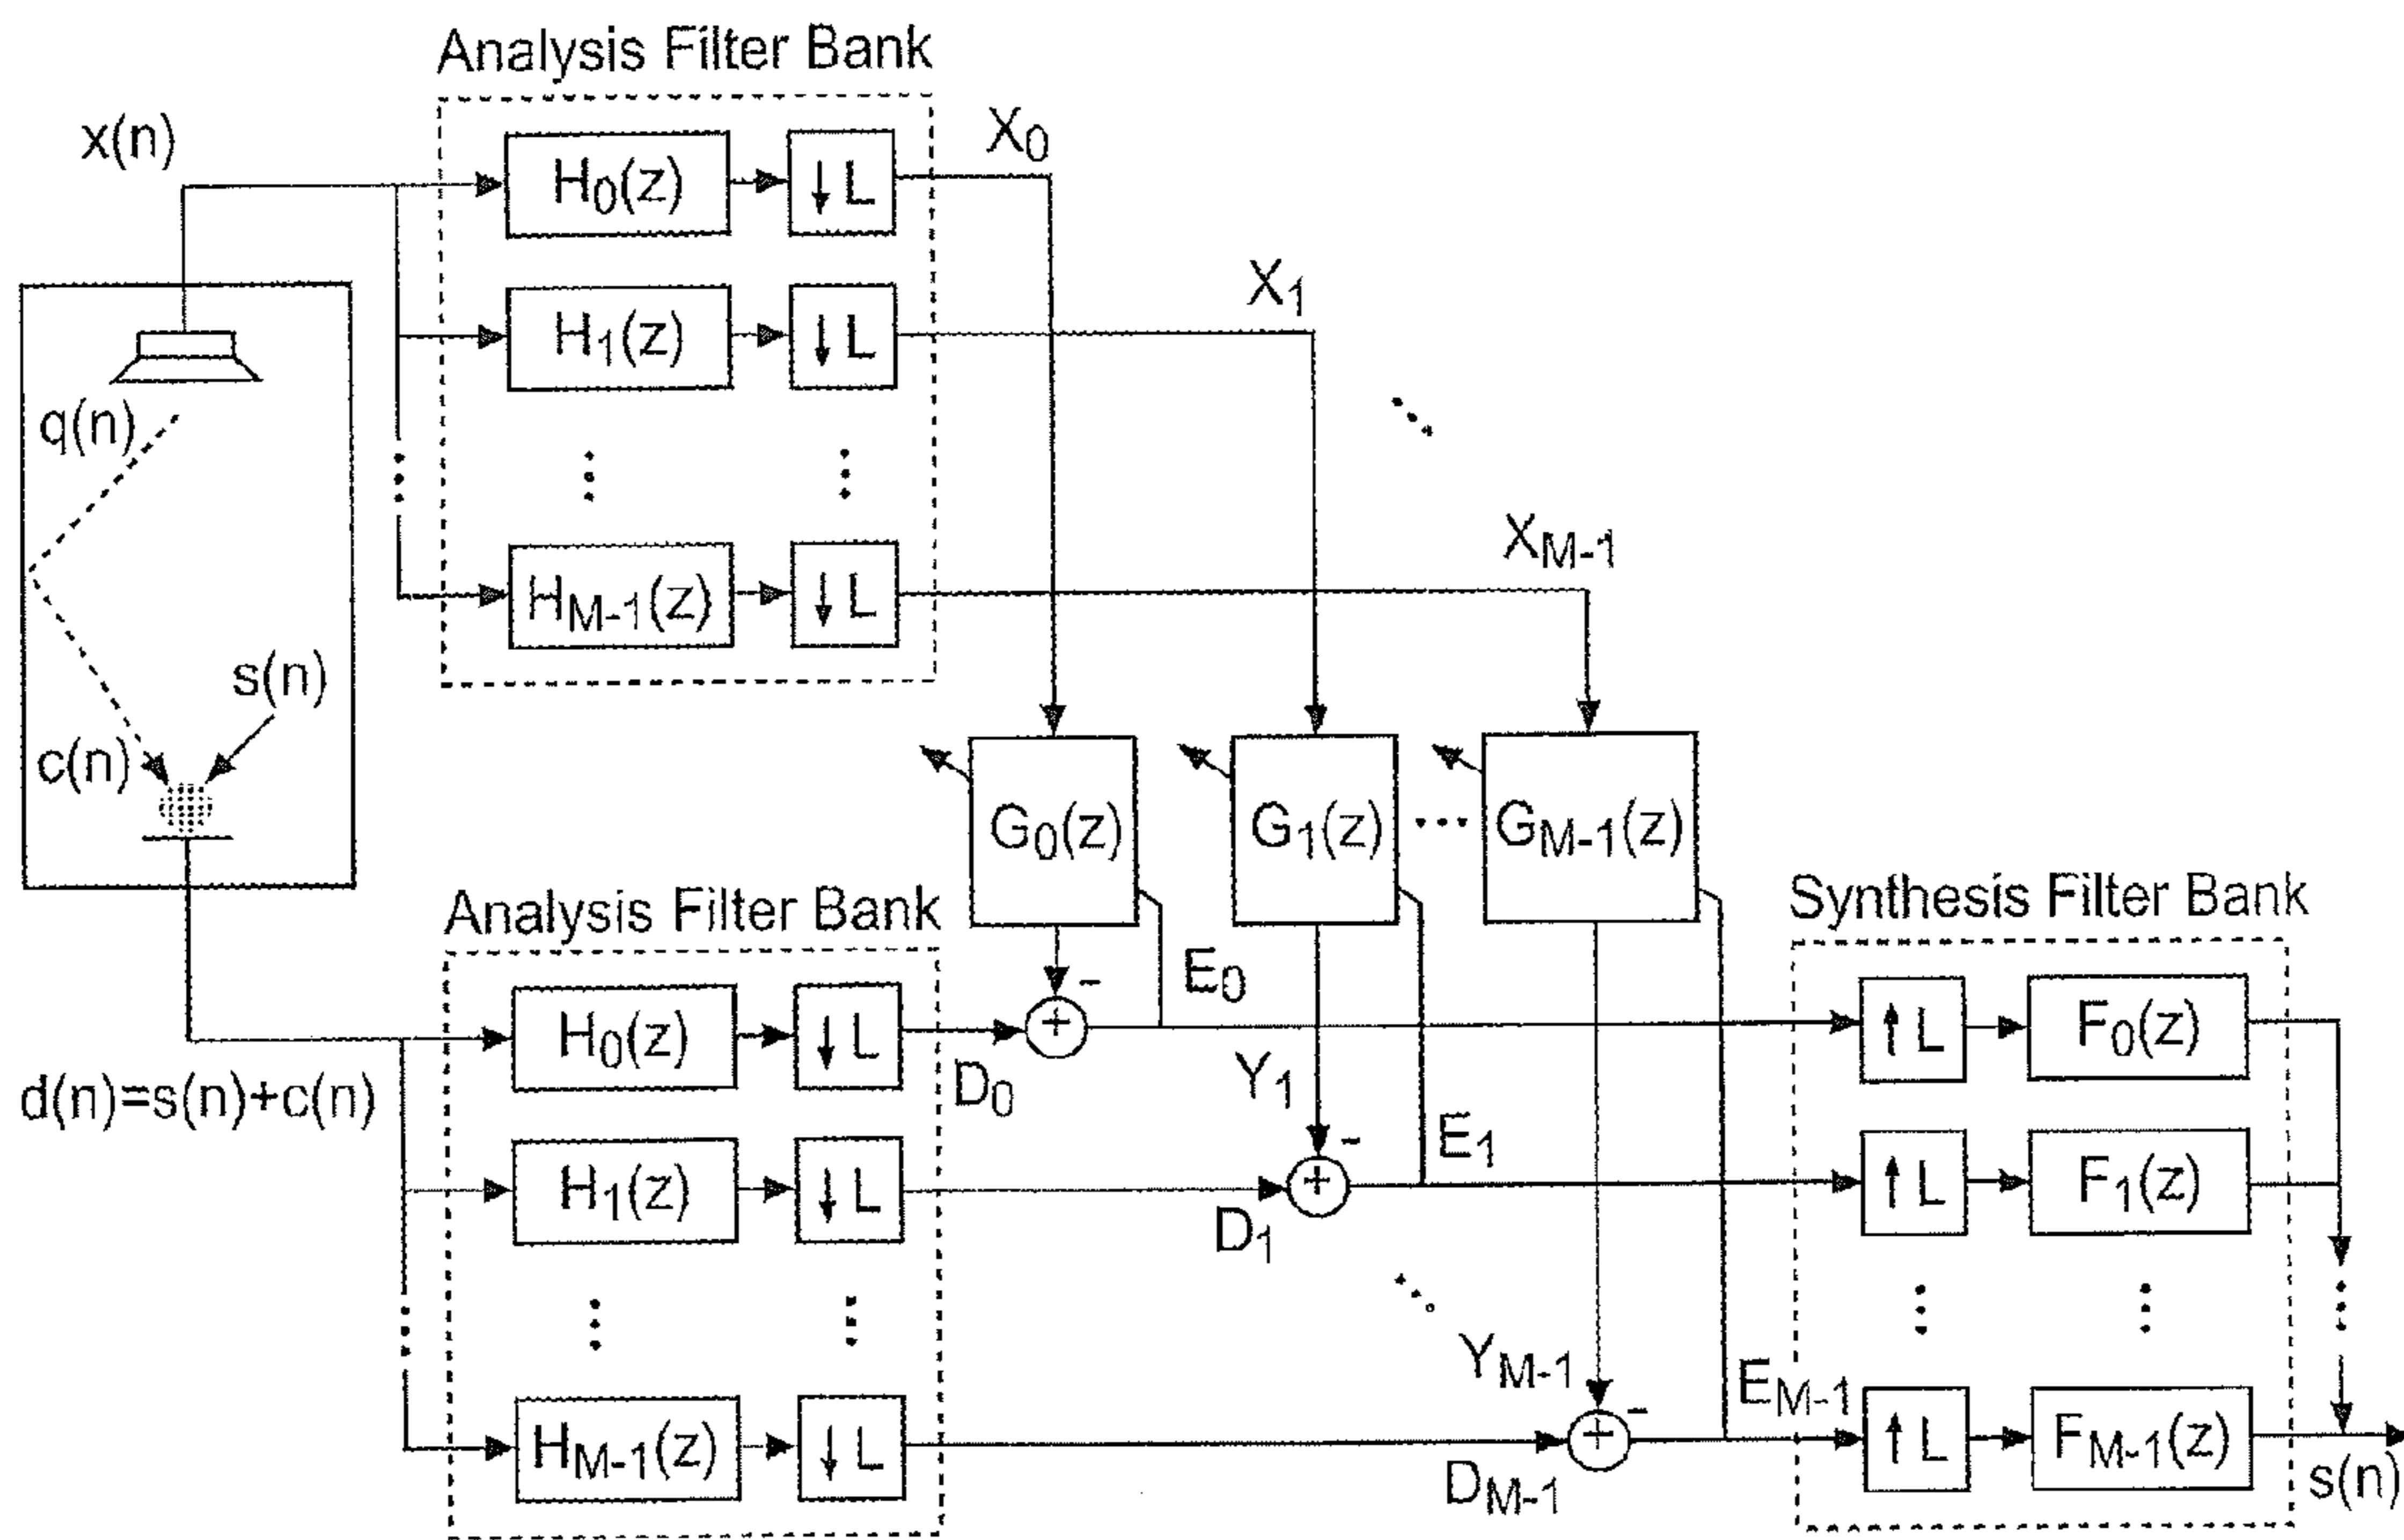 Analysis Filter Bank
x(n)
H0(z)
↓ L
X0
H1(z)
↓ L
X1
q(n)
HM-1(z)
↓ L
XM-1
s(n)
c(n)
G0(z)
G1(z)
GM-1(z)
Analysis Filter Bank
Synthesis Filter Bank
H0(z)
↓ L
D0
+
-
E0
↑ L
F0(z)
d(n)=s(n)+c(n)
H1(z)
↓ L
D1
Y1
+
-
E1
↑ L
F1(z)
HM-1(z)
↓ L
DM-1
YM-1
+
-
EM-1
↑ L
FM-1(z)
s(n)